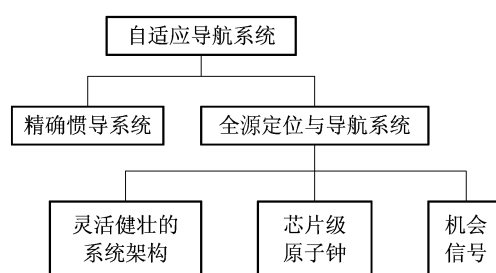 自适应导航系统
精确惯导系统
全源定位与导航系统
灵活健壮的
系统架构
芯片级
原子钟
机会
信号